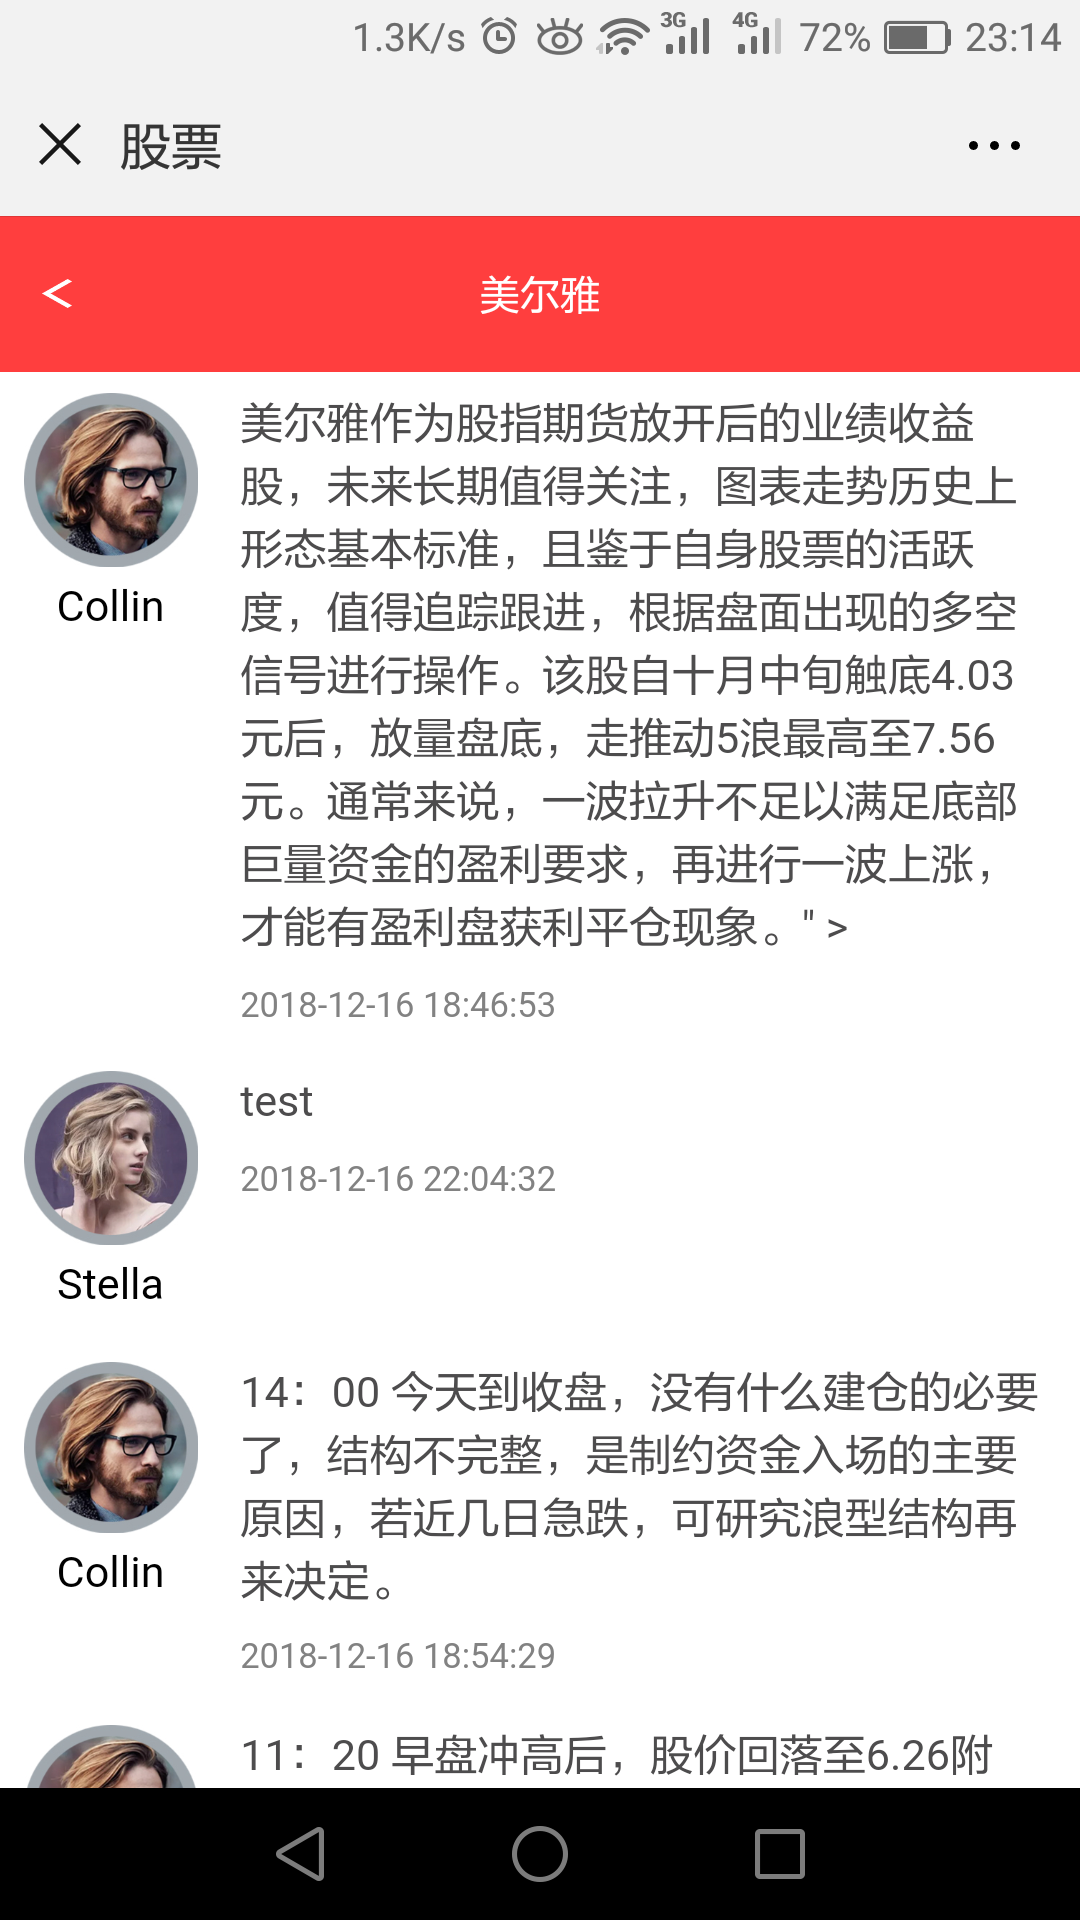 1.3K/s 3G 4G 72% 23:14
股票
<
美尔雅
美尔雅作为股指期货放开后的业绩收益
股，未来长期值得关注，图表走势历史上
形态基本标准，且鉴于自身股票的活跃
度，值得追踪跟进，根据盘面出现的多空
信号进行操作。该股自十月中旬触底4.03
元后，放量盘底，走推动5浪最高至7.56
元。通常来说，一波拉升不足以满足底部
巨量资金的盈利要求，再进行一波上涨，
才能有盈利盘获利平仓现象。" >
Collin
2018-12-16 18:46:53
test
2018-12-16 22:04:32
Stella
14：00 今天到收盘，没有什么建仓的必要
了，结构不完整，是制约资金入场的主要
原因，若近几日急跌，可研究浪型结构再
来决定。
Collin
2018-12-16 18:54:29
11：20 早盘冲高后，股价回落至6.26附